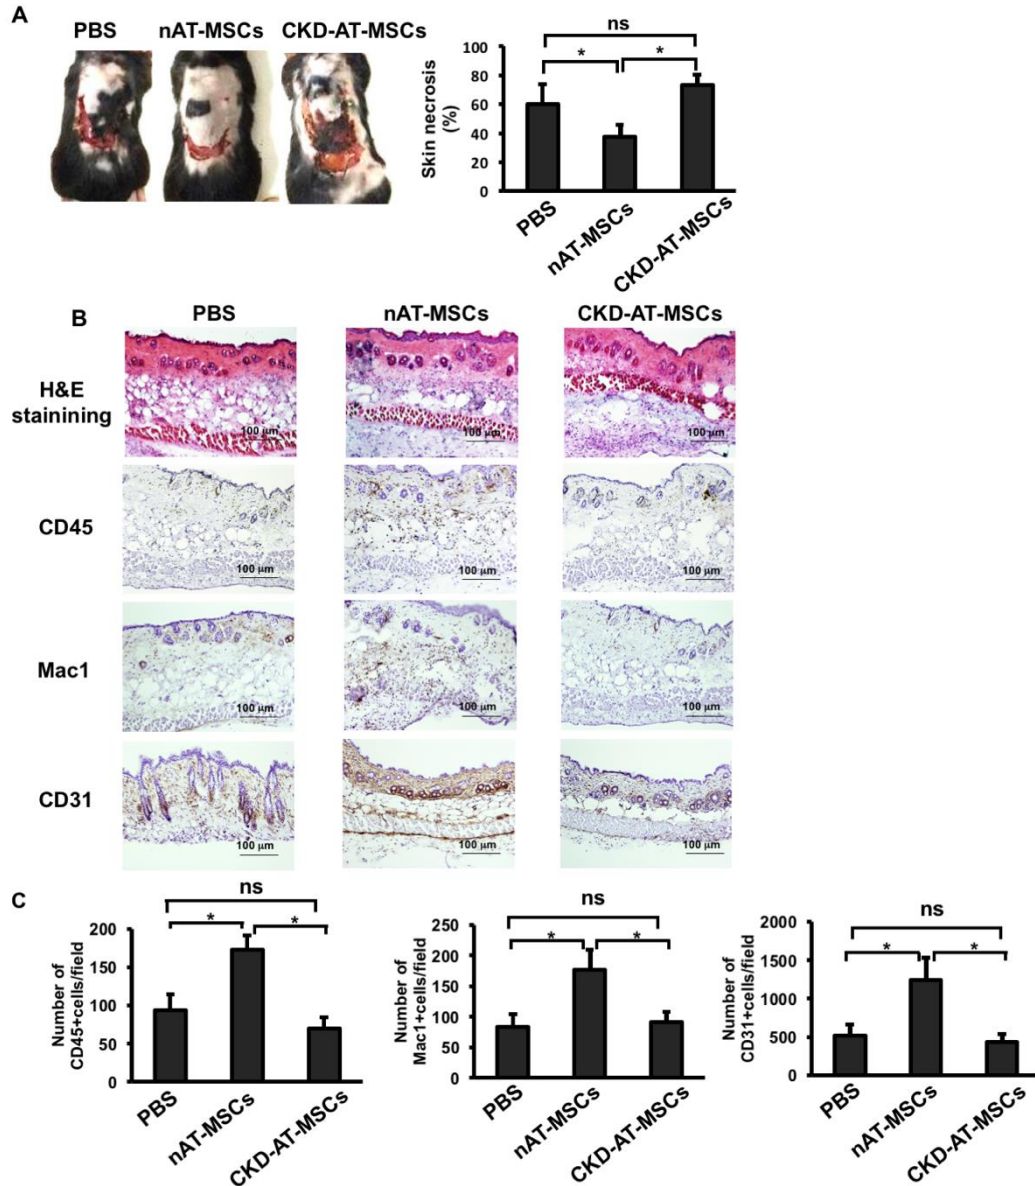 A
PBS nAT-MSCs CKD-AT-MSCs
ns
* *
Skin necrosis
(%)
100
80
60
40
20
0
PBS
nAT-MSCs
CKD-AT-MSCs
B
PBS nAT-MSCs CKD-AT-MSCs
H&E
stainining
100 μm 100 μm 100 μm
CD45
100 μm 100 μm 100 μm
Mac1
100 μm 100 μm 100 μm
CD31
100 μm 100 μm 100 μm
C
ns
* *
Number of
CD45+cells/field
200
150
100
50
0
PBS
nAT-MSCs
CKD-AT-MSCs
ns
* *
Number of
Mac1+cells/field
250
200
150
100
50
0
PBS
nAT-MSCs
CKD-AT-MSCs
ns
* *
Number of
CD31+cells/field
2000
1500
1000
500
0
PBS
nAT-MSCs
CKD-AT-MSCs